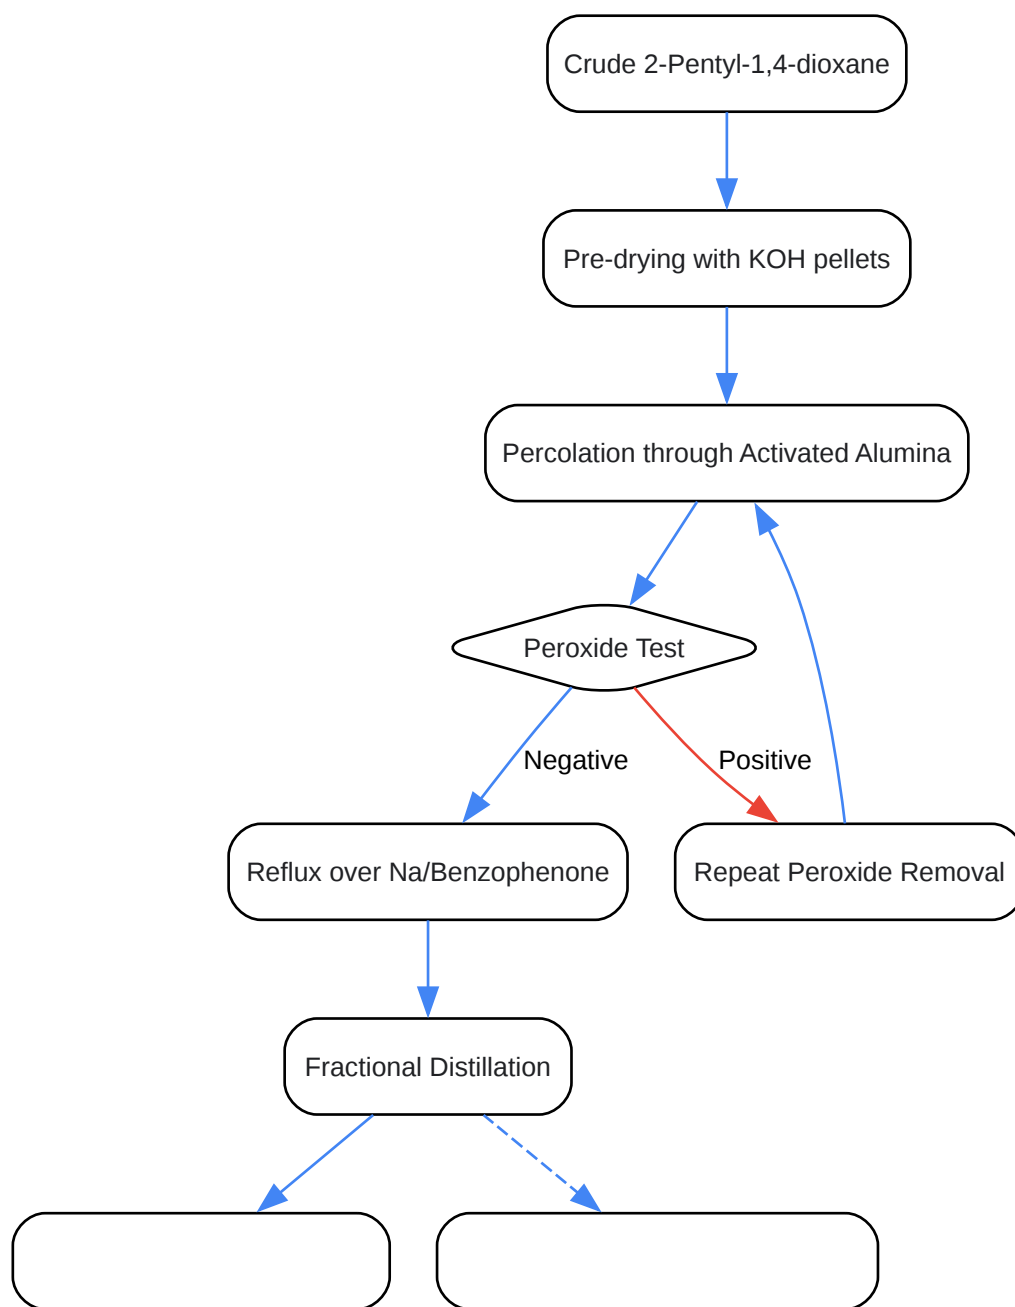 Crude 2-Pentyl-1,4-dioxane
Pre-drying with KOH pellets
Percolation through Activated Alumina
Peroxide Test
Negative
Positive
Reflux over Na/Benzophenone
Repeat Peroxide Removal
Fractional Distillation